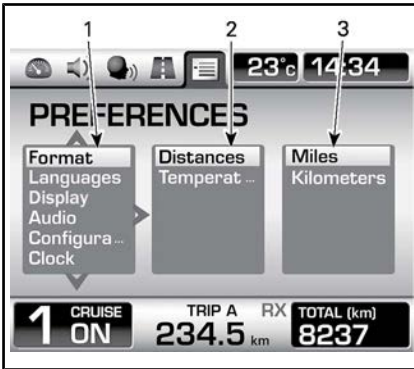 1 2 3
23°c 14:34
PREFERENCES
Format Distances Miles
Languages Temperat ... Kilometers
Display
Audio
Configura ...
Clock
1 CRUISE ON TRIP A 234.5 km RX TOTAL (km) 8237